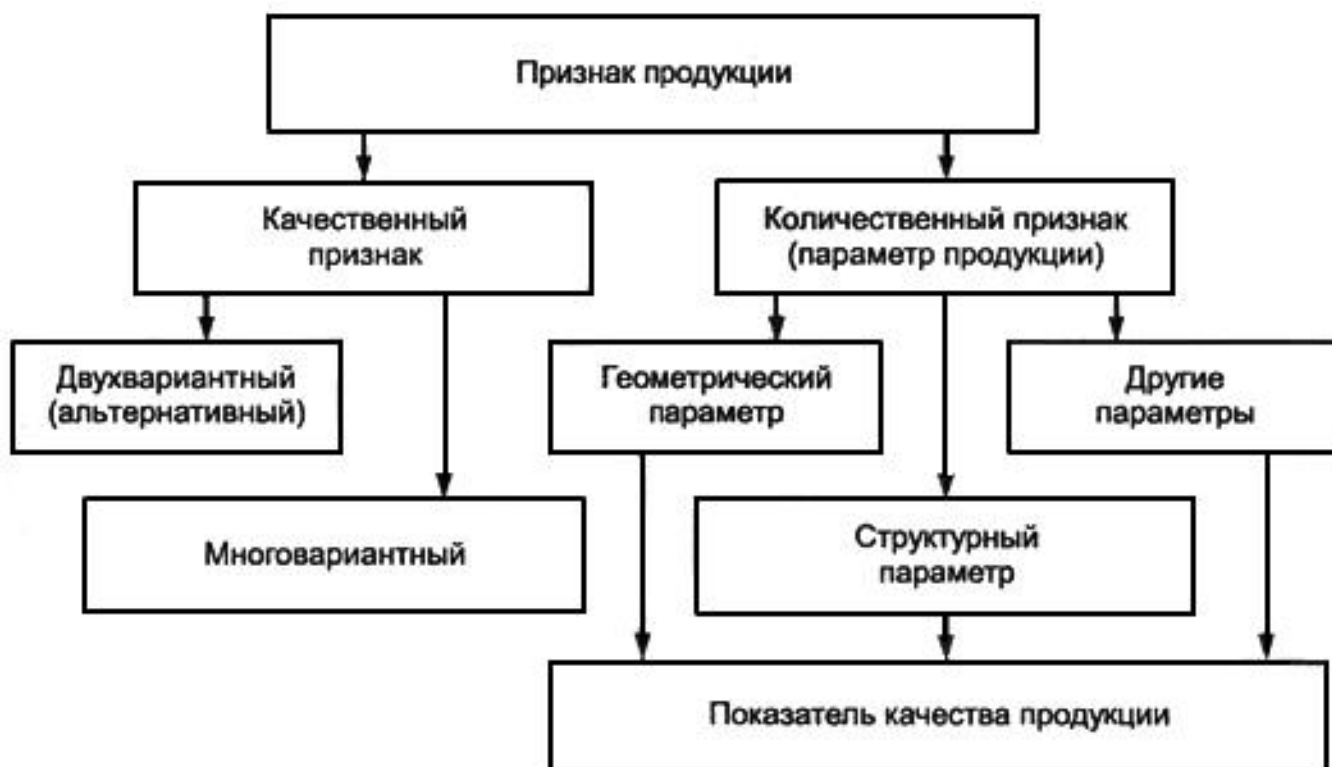 Признак продукции
Качественный
признак
Количественный признак
(параметр продукции)
Двухвариантный
(альтернативный)
Геометрический
параметр
Другие
параметры
Многовариантный
Структурный
параметр
Показатель качества продукции